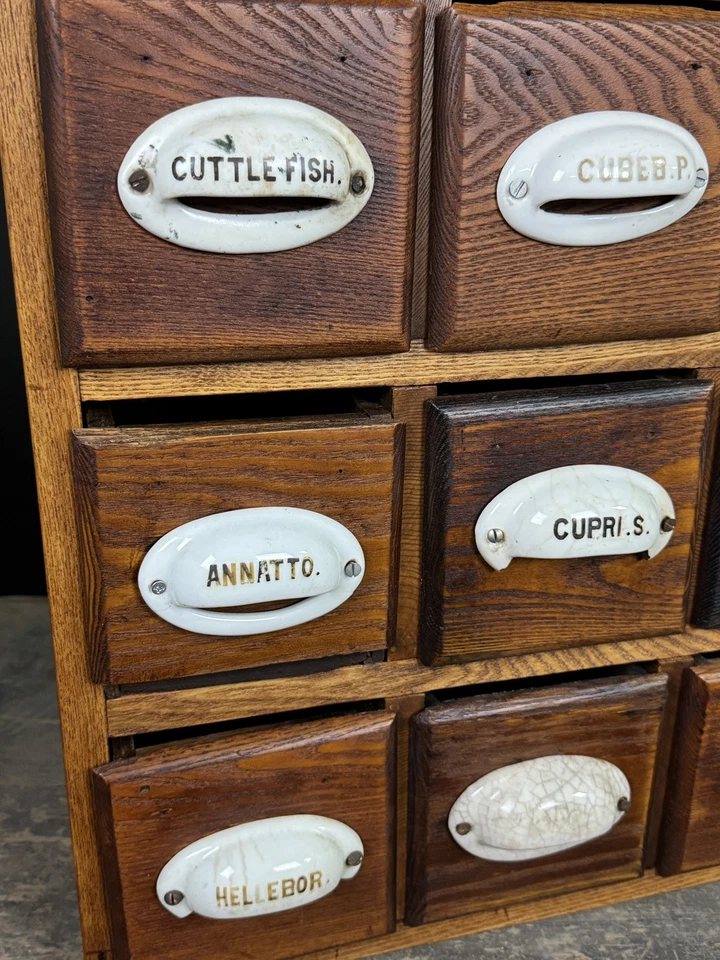 CUTTLE·FISH.
CUBEB·P.
ANNATTO.
CUPRI.S.
HELLEBOR.